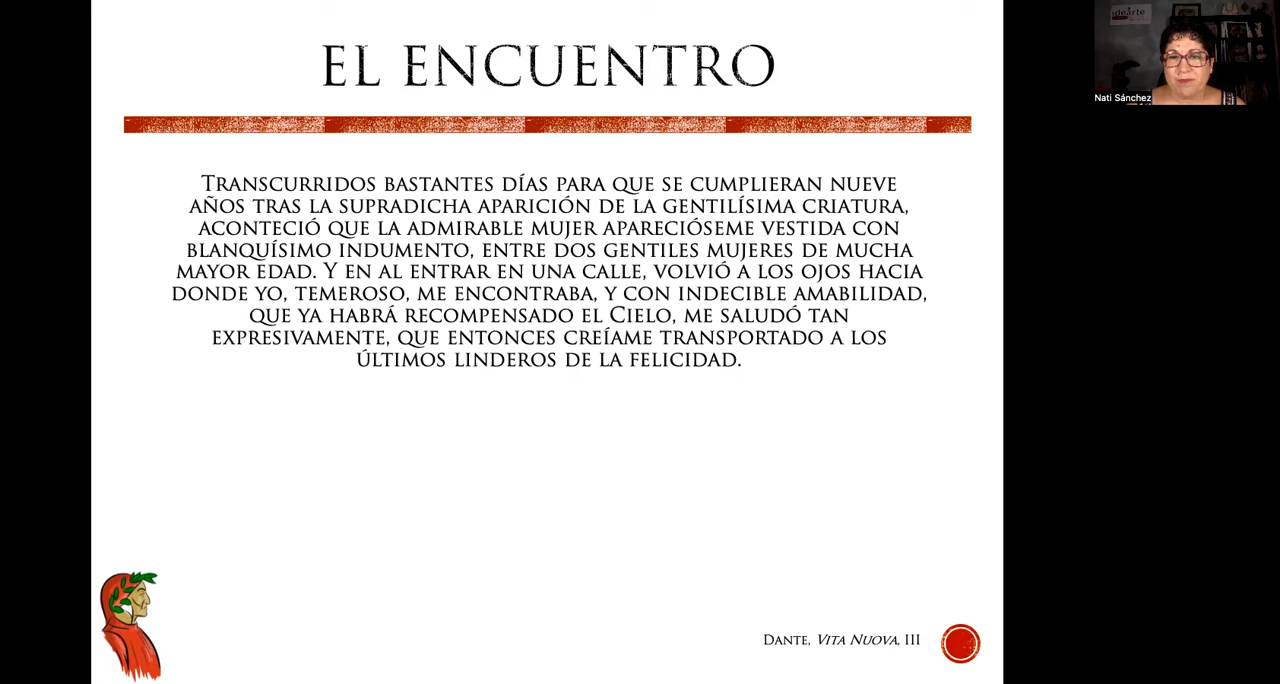 EL ENCUENTRO
TRANSCURRIDOS BASTANTES DÍAS PARA QUE SE CUMPLIERAN NUEVE
AÑOS TRAS LA SUPRADICHA APARICIÓN DE LA GENTILÍSIMA CRIATURA,
ACONTECIÓ QUE LA ADMIRABLE MUJER APARECIÓSEME VESTIDA CON
BLANQUÍSIMO INDUMENTO, ENTRE DOS GENTILES MUJERES DE MUCHA
MAYOR EDAD. Y EN AL ENTRAR EN UNA CALLE, VOLVIÓ A LOS OJOS HACIA
DONDE YO, TEMEROSO, ME ENCONTRABA, Y CON INDECIBLE AMABILIDAD,
QUE YA HABRÁ RECOMPENSADO EL CIELO, ME SALUDÓ TAN
EXPRESIVAMENTE, QUE ENTONCES CREÍAME TRANSPORTADO A LOS
ÚLTIMOS LINDEROS DE LA FELICIDAD.
DANTE, VITA NUOVA, III
idearte
Nati Sánchez